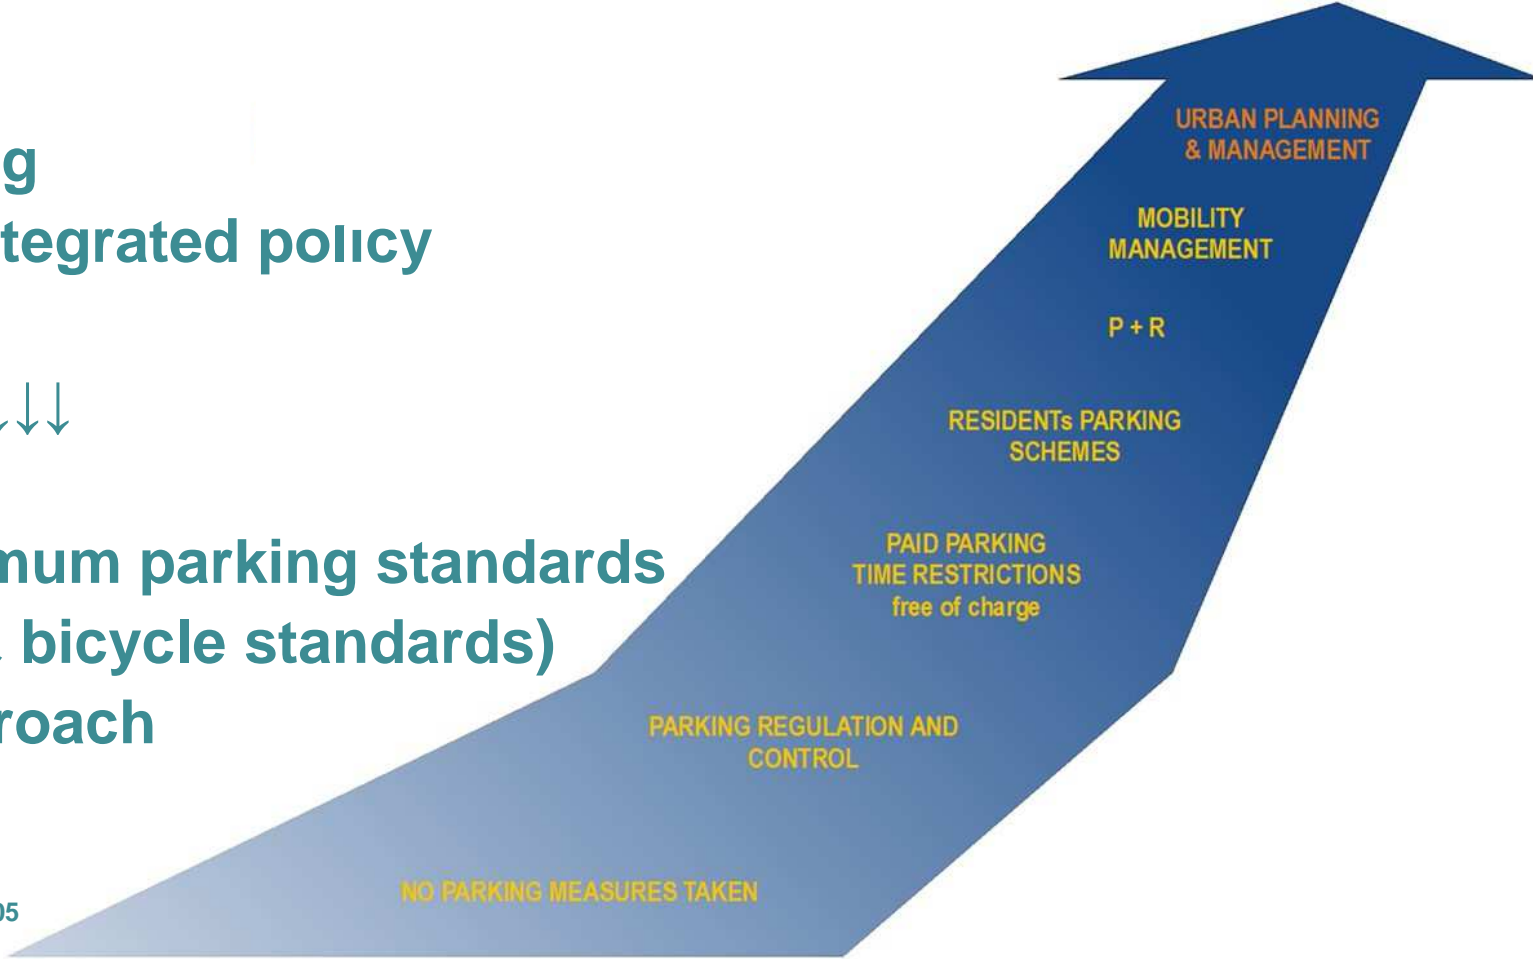 g
tegrated policy
↓↓↓
mum parking standards
bicycle standards)
roach
05
URBAN PLANNING
& MANAGEMENT
MOBILITY
MANAGEMENT
P + R
RESIDENTs PARKING
SCHEMES
PAID PARKING
TIME RESTRICTIONS
free of charge
PARKING REGULATION AND
CONTROL
NO PARKING MEASURES TAKEN